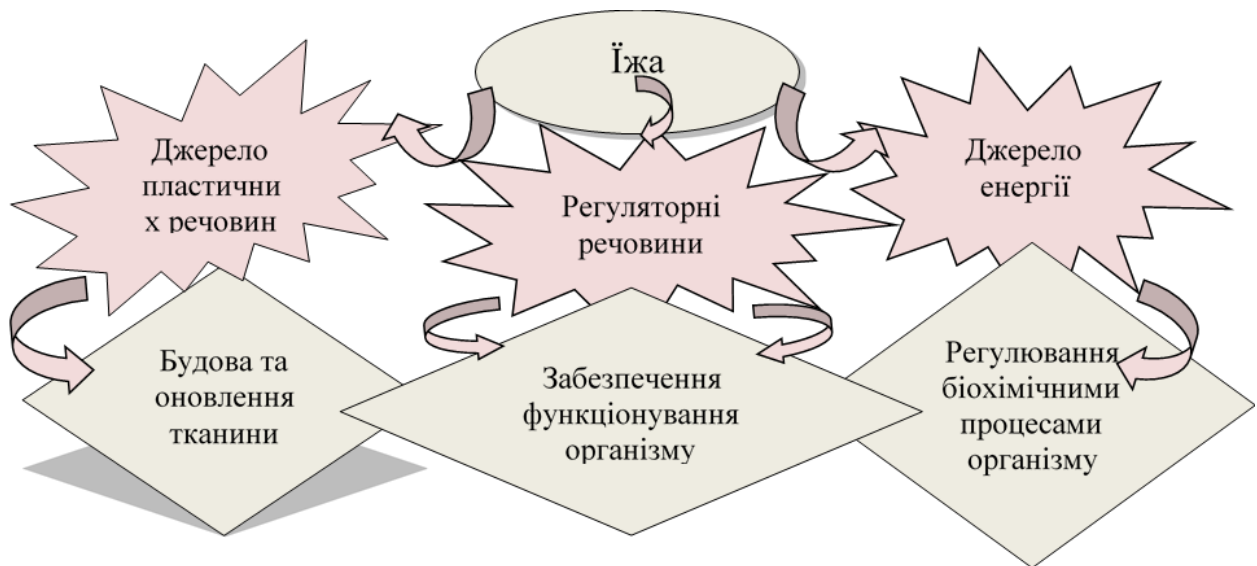 Їжа
Джерело
пластични
х речовин
Регуляторні
речовини
Джерело
енергії
Будова та
оновлення
тканини
Забезпечення
функціонування
організму
Регулювання
біохімічними
процесами
організму